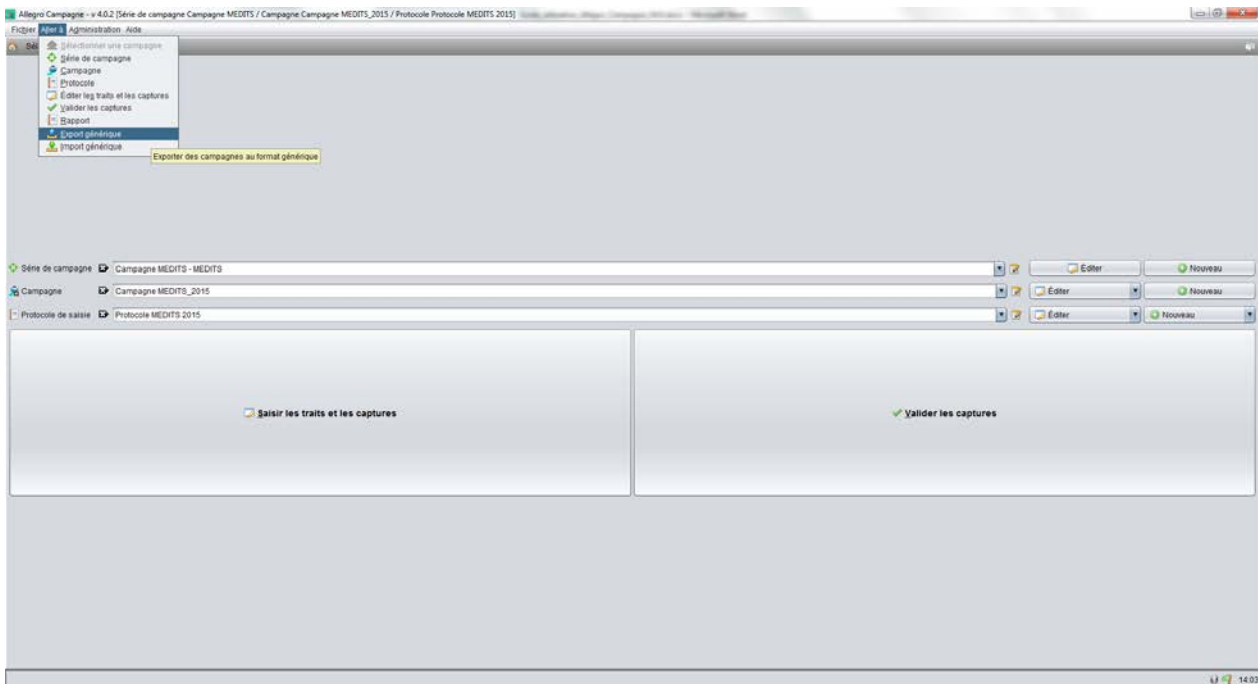 Allegro Campagne - v 4.0.2 [Série de campagne Campagne MEDITS / Campagne Campagne MEDITS_2015 / Protocole Protocole MEDITS 2015]
Fichier Aller à Administration Aide
Sél
Sélectionner une campagne
Série de campagne
Campagne
Protocole
Éditer les traits et les captures
Valider les captures
Rapport
Export générique
Import générique
Exporter des campagnes au format générique
Série de campagne Campagne MEDITS - MEDITS Éditer Nouveau
Campagne Campagne MEDITS_2015 Éditer Nouveau
Protocole de saisie Protocole MEDITS 2015 Éditer Nouveau
Saisir les traits et les captures Valider les captures
14:03